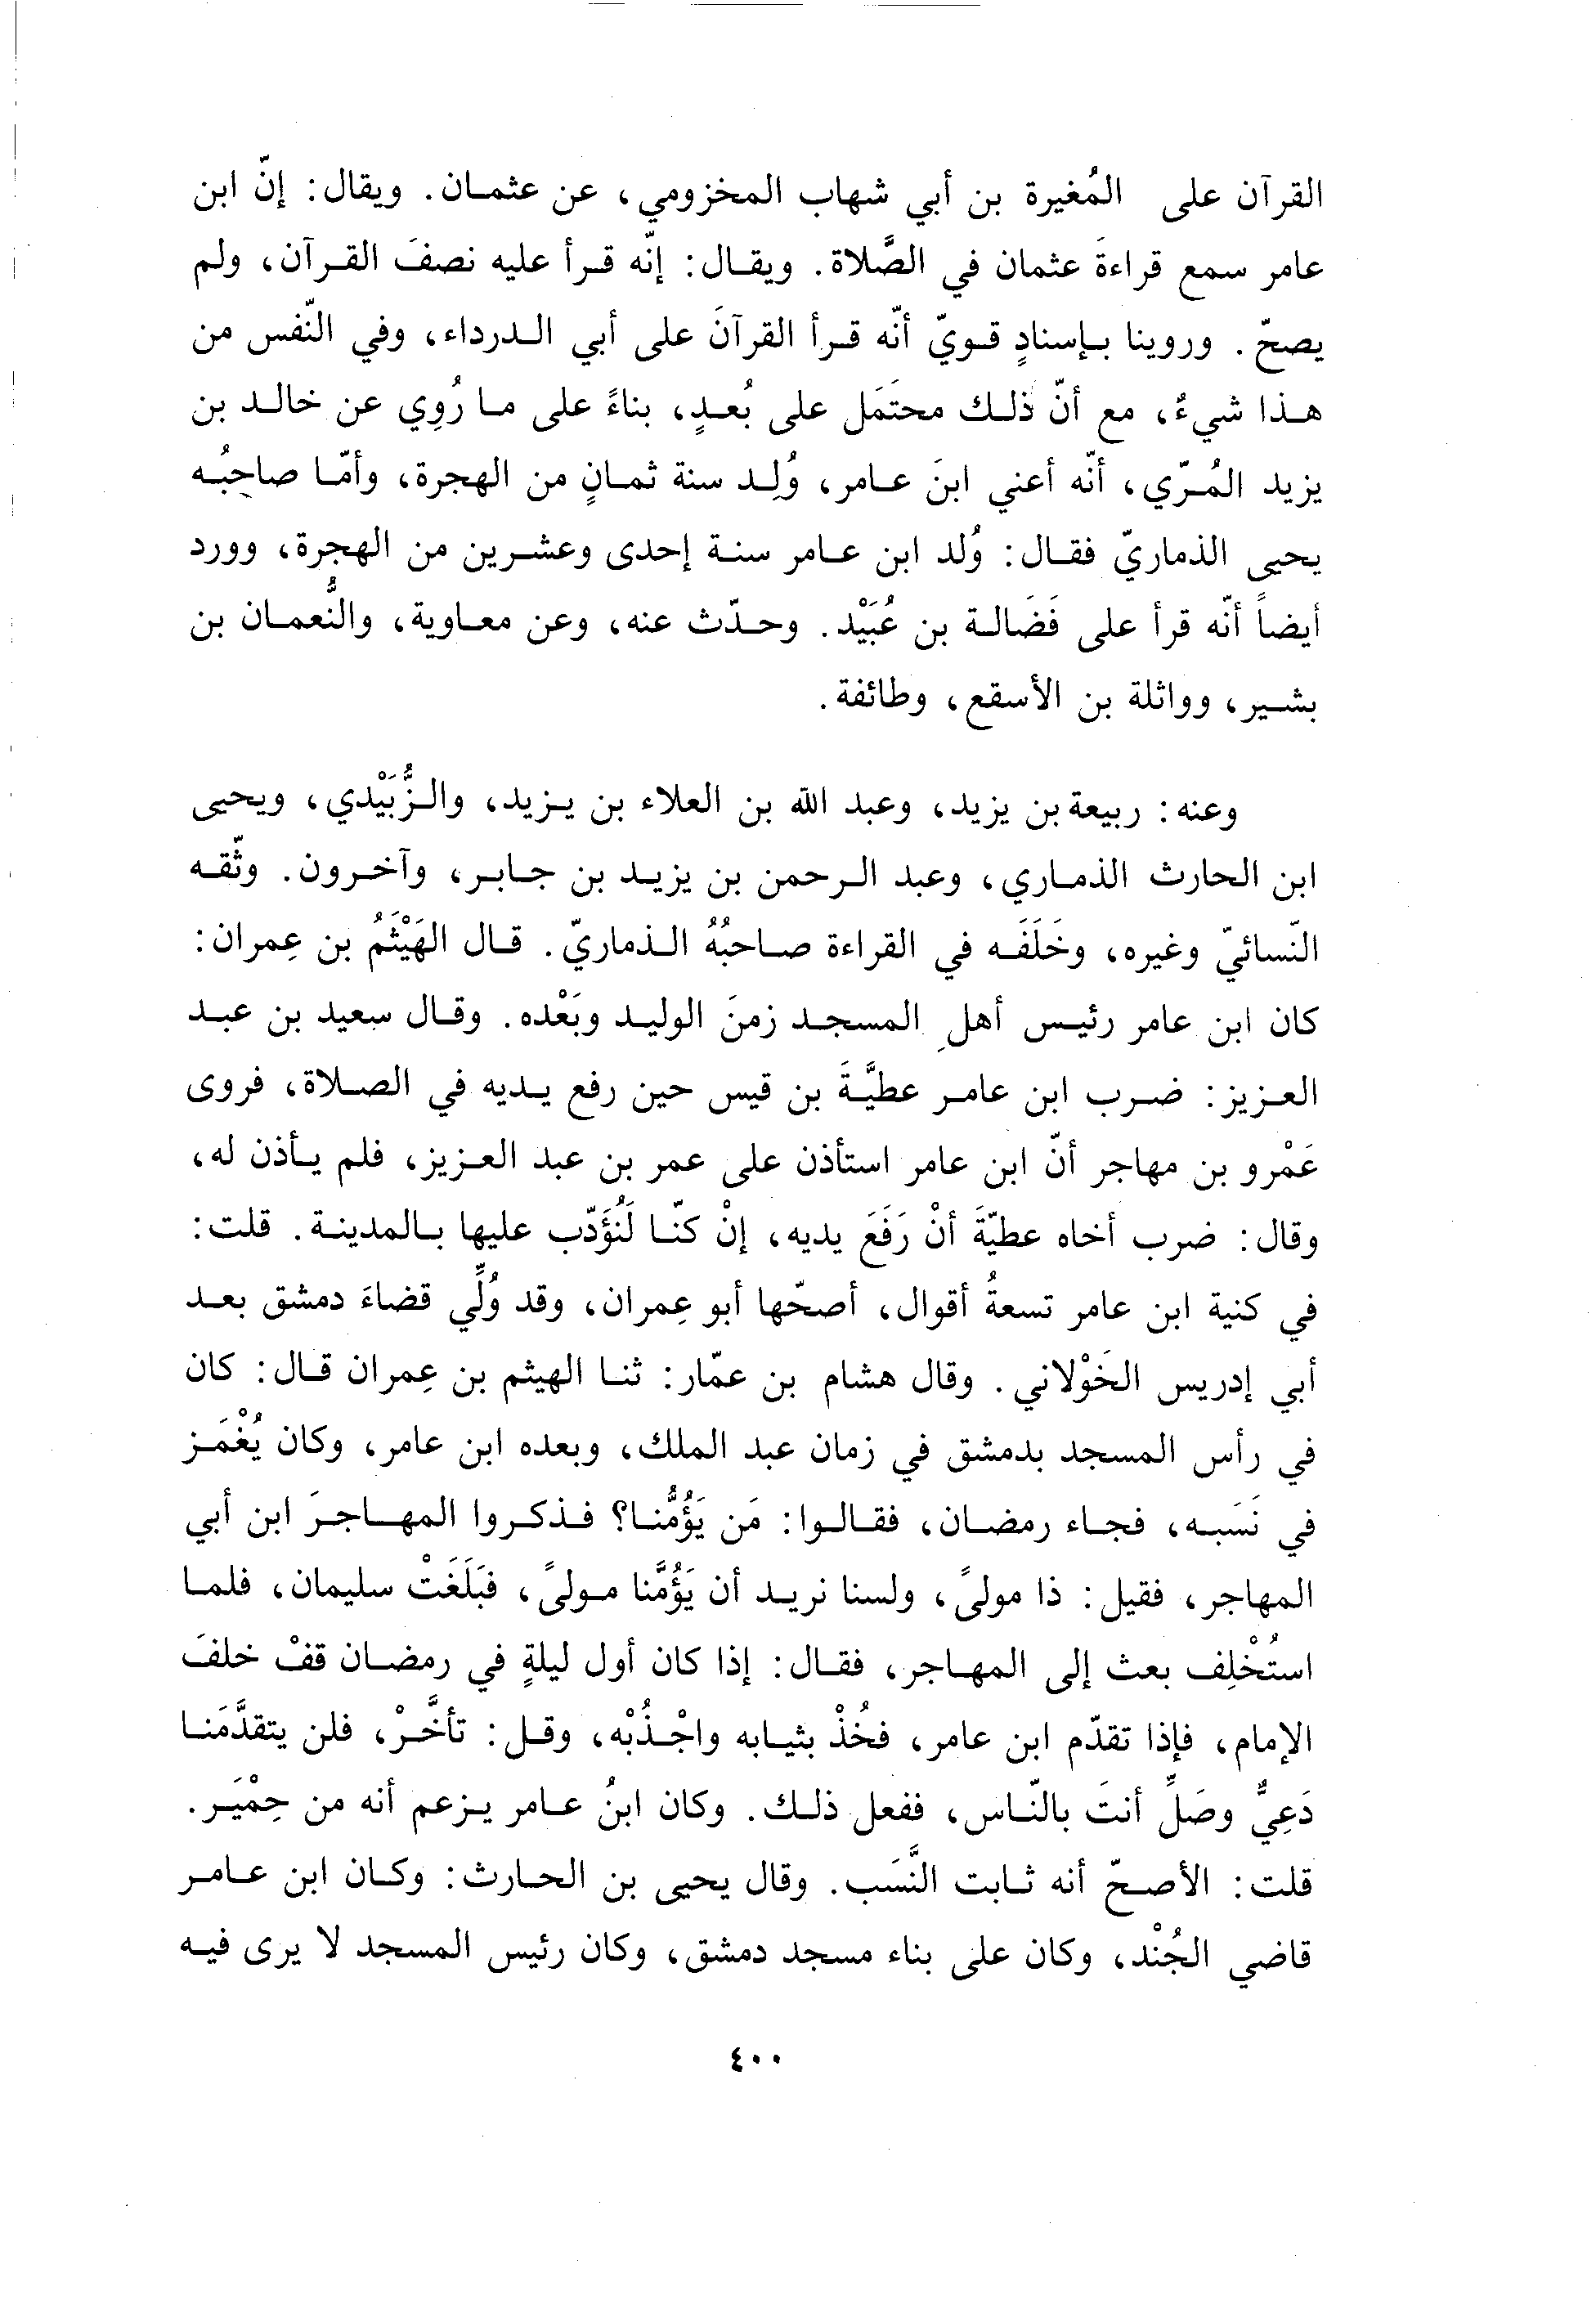 القرآن على المُغيرة بن أبي شهاب المخزومي، عن عثمان. ويقال: إنّ ابن
عامر سمع قراءةَ عثمان في الصَّلاة. ويقال: إنّه قرأ عليه نصفَ القرآن، ولم
يصحّ. وروينا بإسنادٍ قويّ أنّه قرأ القرآنَ على أبي الدرداء، وفي النّفس من
هذا شيءٌ، مع أنّ ذلك محتَمَل على بُعدٍ، بناءً على ما رُوِي عن خالد بن
يزيد المُرّي، أنّه أعني ابنَ عامر، وُلِد سنة ثمانٍ من الهجرة، وأمّا صاحبُه
يحيى الذماريّ فقال: وُلد ابن عامر سنة إحدى وعشرين من الهجرة، وورد
أيضاً أنّه قرأ على فَضَالة بن عُبَيْد. وحدّث عنه، وعن معاوية، والنُّعمان بن
بشير، وواثلة بن الأسقع، وطائفة.
وعنه: ربيعة بن يزيد، وعبد الله بن العلاء بن يزيد، والزُّبَيْدي، ويحيى
ابن الحارث الذماري، وعبد الرحمن بن يزيد بن جابر، وآخرون. وثّقه
النّسائيّ وغيره، وخَلَفَه في القراءة صاحبُهُ الذماريّ. قال الهَيْثَمُ بن عِمران:
كان ابن عامر رئيس أهلِ المسجد زمنَ الوليد وبَعْده. وقال سعيد بن عبد
العزيز: ضرب ابن عامر عطيَّةَ بن قيس حين رفع يديه في الصلاة، فروى
عَمْرو بن مهاجر أنّ ابن عامر استأذن على عمر بن عبد العزيز، فلم يأذن له،
وقال: ضرب أخاه عطيّةَ أنْ رَفَعَ يديه، إنْ كنّا لَنُؤَدّب عليها بالمدينة. قلت:
في كنية ابن عامر تسعةُ أقوال، أصحّها أبو عِمران، وقد وُلِّي قضاءَ دمشق بعد
أبي إدريس الخَوْلاني. وقال هشام بن عمّار: ثنا الهيثم بن عِمران قال: كان
في رأس المسجد بدمشق في زمان عبد الملك، وبعده ابن عامر، وكان يُغْمَز
في نَسَبه، فجاء رمضان، فقالوا: مَن يَؤُمُّنا؟ فذكروا المهاجرَ ابن أبي
المهاجر، فقيل: ذا مولىً، ولسنا نريد أن يَؤُمَّنا مولىً، فبَلَغَتْ سليمان، فلما
استُخْلِف بعث إلى المهاجر، فقال: إذا كان أول ليلةٍ في رمضان قفْ خلفَ
الإمام، فإذا تقدّم ابن عامر، فخُذْ بثيابه واجْذُبْه، وقل: تأخَّرْ، فلن يتقدَّمَنا
دَعِيٌّ وصَلِّ أنتَ بالنّاس، ففعل ذلك. وكان ابنُ عامر يزعم أنه من حِمْيَر.
قلت: الأصحّ أنه ثابت النَّسَب. وقال يحيى بن الحارث: وكان ابن عامر
قاضي الجُنْد، وكان على بناء مسجد دمشق، وكان رئيس المسجد لا يرى فيه
٤٠٠